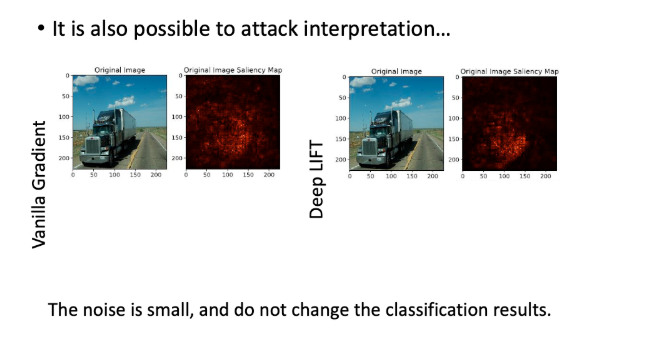 • It is also possible to attack interpretation…
Original Image
Original Image Saliency Map
0
50
100
150
200
0 50 100 150 200
0
50
100
150
200
0 50 100 150 200
Vanilla Gradient
Original Image
Original Image Saliency Map
0
50
100
150
200
0 50 100 150 200
0
50
100
150
200
0 50 100 150 200
Deep LIFT
The noise is small, and do not change the classification results.